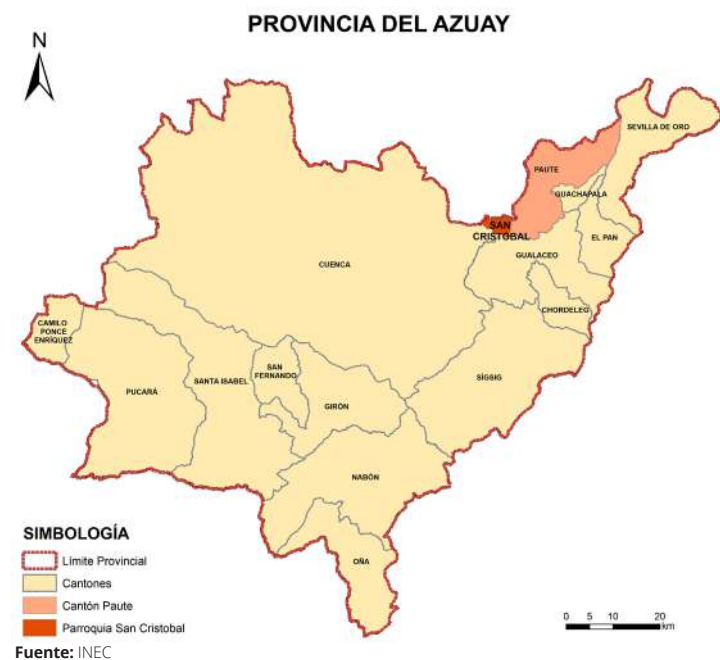 PROVINCIA DEL AZUAY
N
SEVILLA DE ORO
PAUTE
GUACHAPALA
SAN
CRISTOBAL
EL PAN
GUALACEO
CUENCA
CHORDELEG
CAMILO
PONCE
ENRÍQUEZ
SAN
FERNANDO
PUCARÁ
SANTA ISABEL
SÍGSIG
GIRÓN
NABÓN
OÑA
SIMBOLOGÍA
Límite Provincial
Cantones
Cantón Paute
Parroquia San Cristobal
0 5 10 20
km
Fuente: INEC